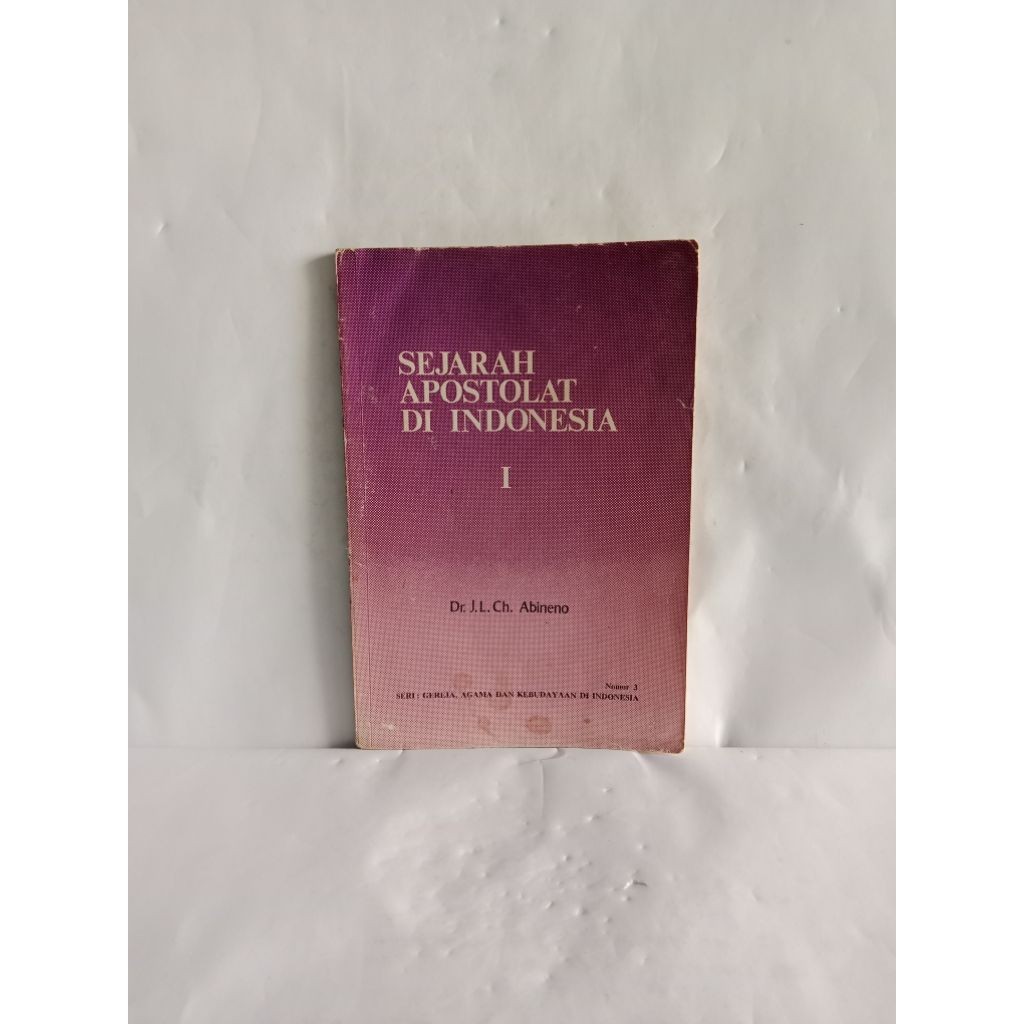 SEJARAH
APOSTOLAT
DI INDONESIA
I
Dr. J.L. Ch. Abineno
Nomor 3
SERI : GEREJA, AGAMA DAN KEBUDAYAAN DI INDONESIA